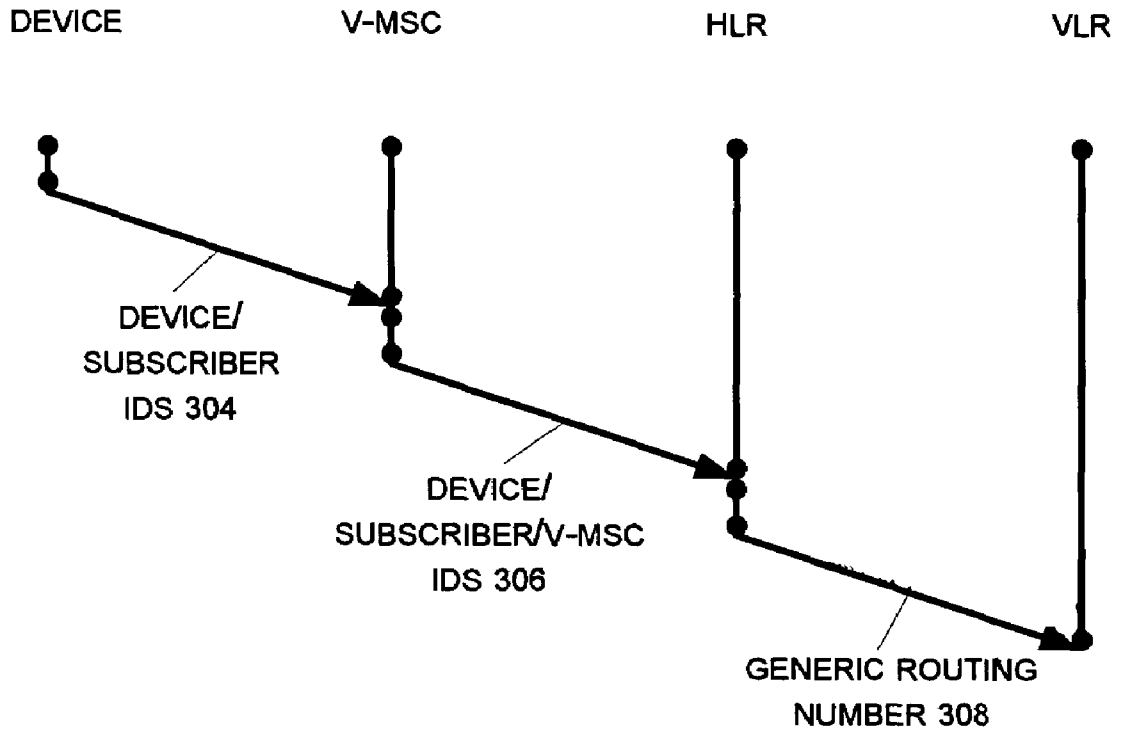 DEVICE
V-MSC
HLR
VLR
DEVICE/
SUBSCRIBER
IDS 304
DEVICE/
SUBSCRIBER/V-MSC
IDS 306
GENERIC ROUTING
NUMBER 308